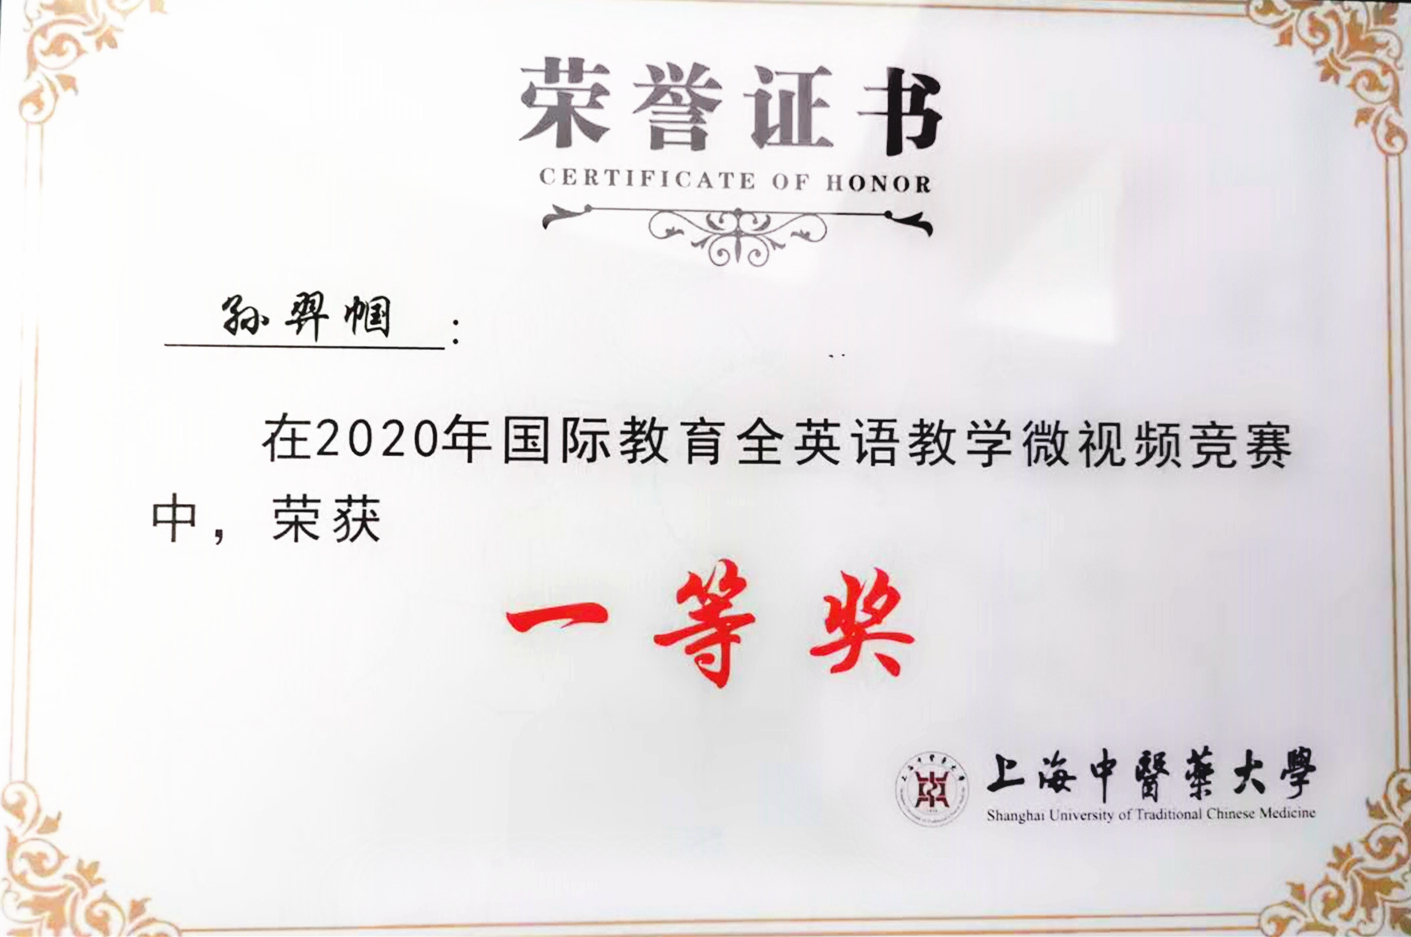 荣誉证书
CERTIFICATE OF HONOR
孙羿帼：
在2020年国际教育全英语教学微视频竞赛
中，荣获
一等奖
上海中醫藥大學
Shanghai University of Traditional Chinese Medicine